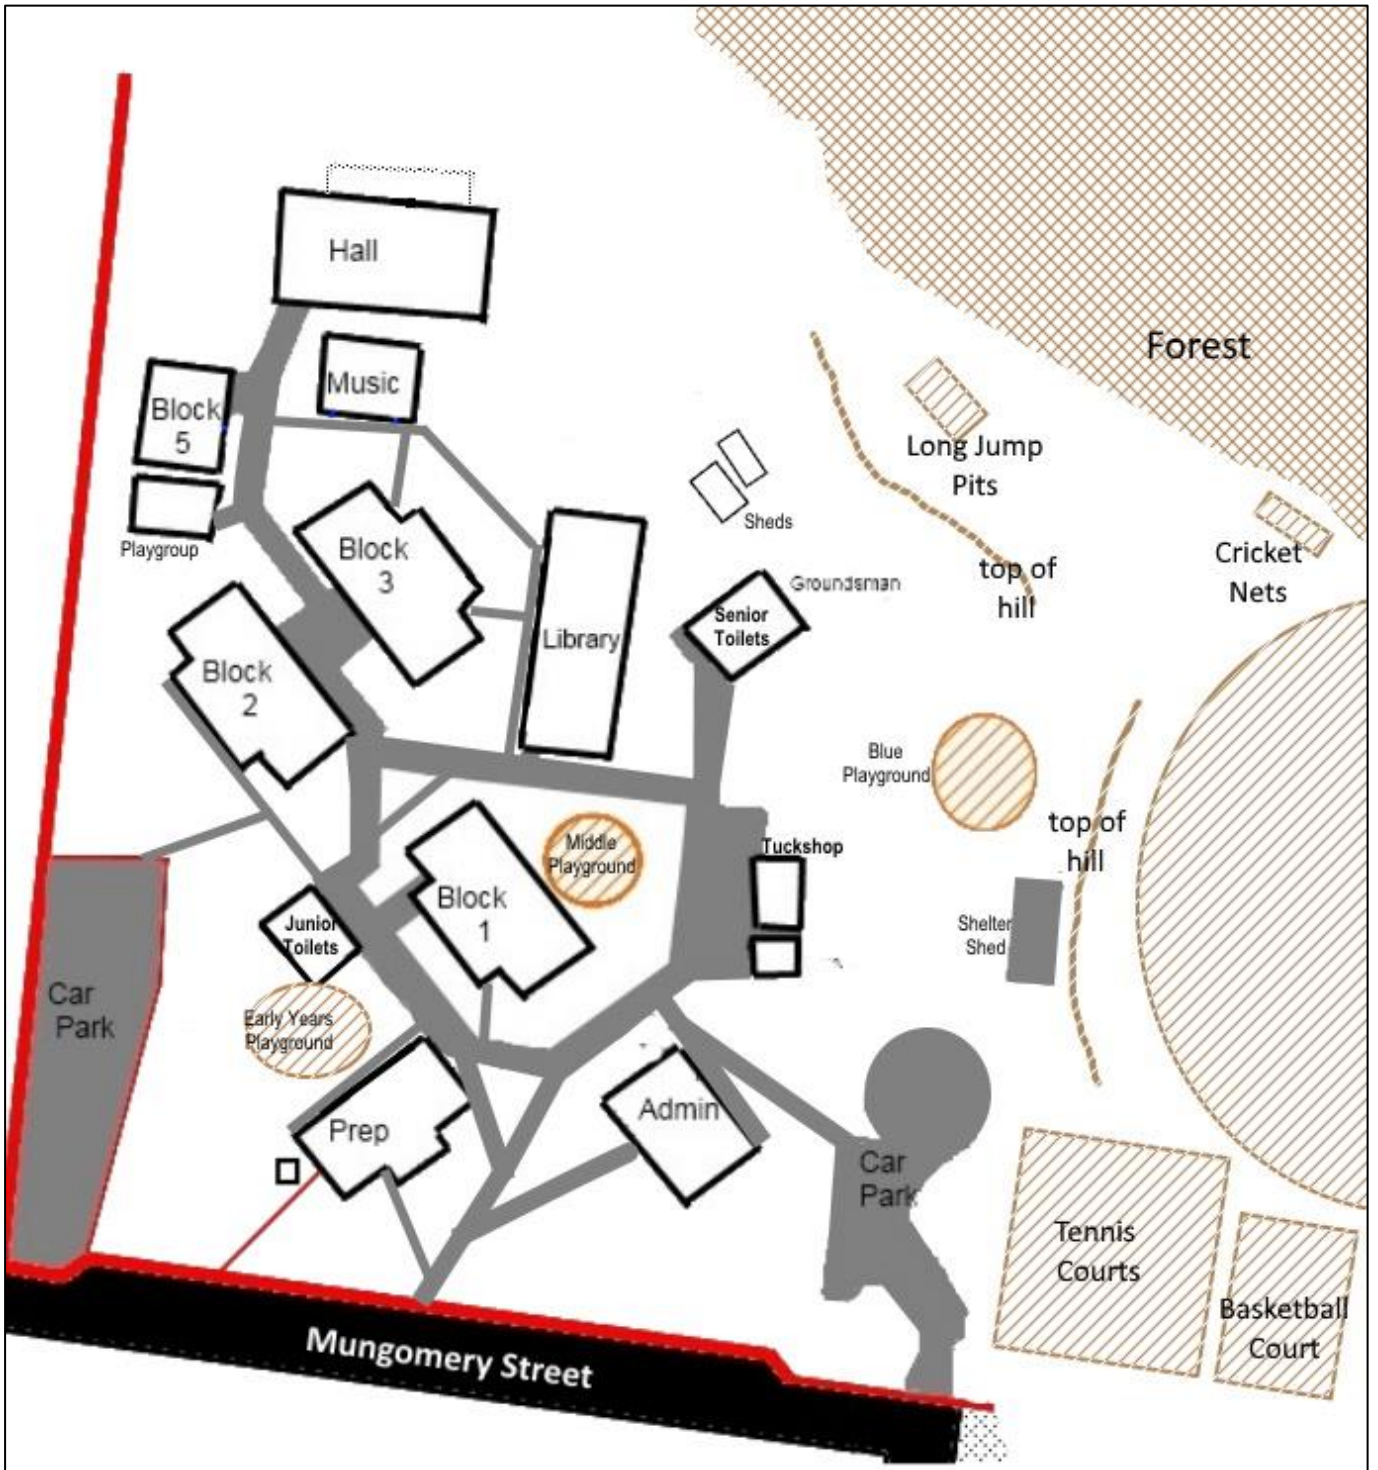 Hall
Forest
Music
Block
5
Long Jump
Pits
Sheds
Playgroup
Block
3
Cricket
Nets
top of
hill
Groundsman
Senior
Toilets
Library
Block
2
Blue
Playground
top of
hill
Middle
Playground
Tuckshop
Block
1
Junior
Toilets
Shelter
Shed
Car
Park
Early Years
Playground
Admin
Prep
Car
Park
Tennis
Courts
Basketball
Court
Mungomery Street